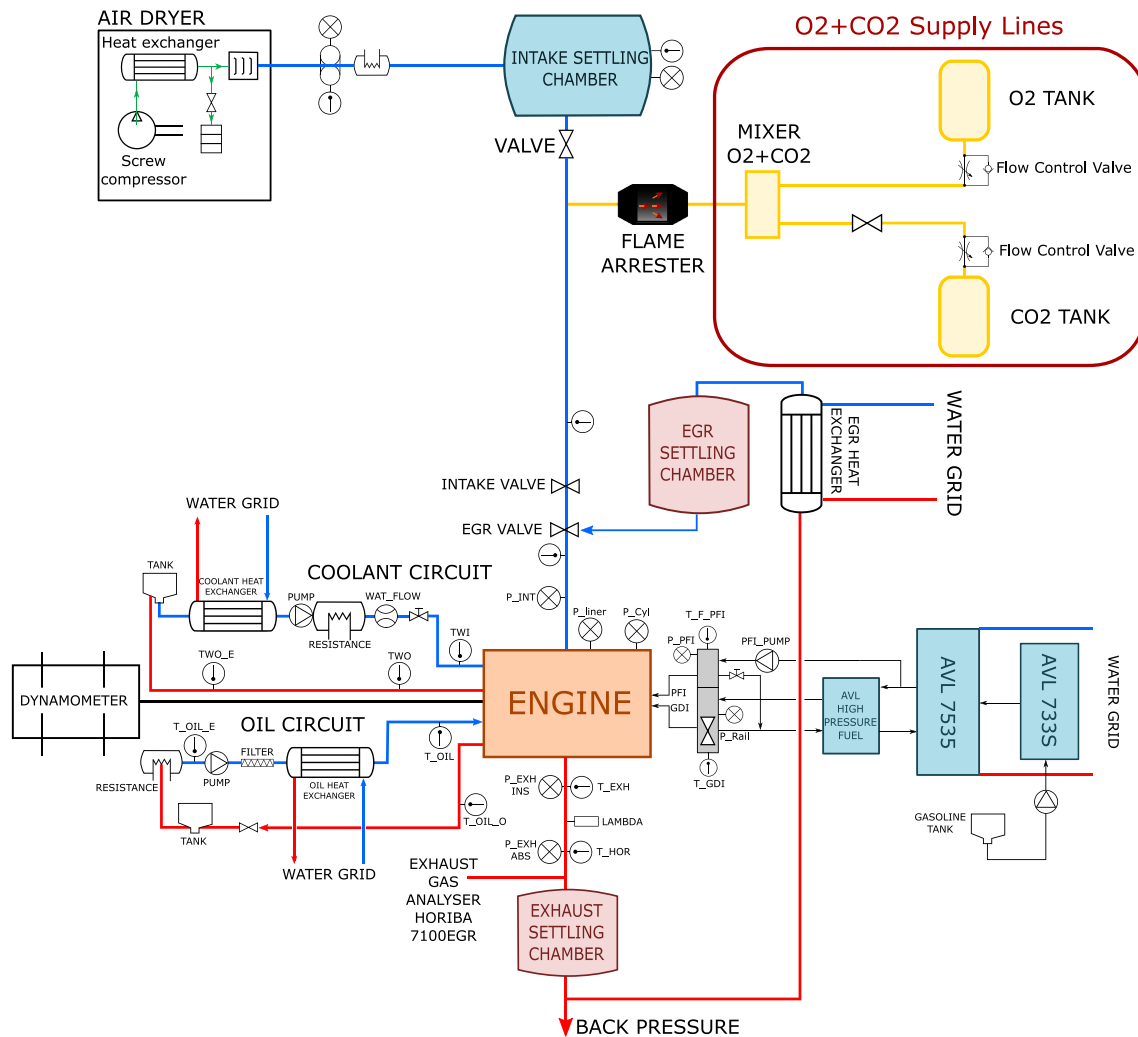 AIR DRYER
Heat exchanger
Screw
compressor
INTAKE SETTLING
CHAMBER
VALVE
O2+CO2 Supply Lines
O2 TANK
MIXER
O2+CO2
Flow Control Valve
FLAME
ARRESTER
Flow Control Valve
CO2 TANK
EGR
SETTLING
CHAMBER
EGR HEAT
EXCHANGER
WATER GRID
INTAKE VALVE
EGR VALVE
WATER GRID
TANK
COOLANT HEAT
EXCHANGER
COOLANT CIRCUIT
PUMP
WAT_FLOW
RESISTANCE
P_INT
P_liner
P_Cyl
TWI
TWO_E
TWO
DYNAMOMETER
ENGINE
T_F_PFI
P_PFI
PFI_PUMP
PFI
GDI
P_Rail
T_GDI
AVL
HIGH
PRESSURE
FUEL
AVL 7535
AVL 733S
WATER GRID
GASOLINE
TANK
OIL CIRCUIT
T_OIL_E
FILTER
PUMP
RESISTANCE
OIL HEAT
EXCHANGER
T_OIL
T_OIL_O
TANK
WATER GRID
P_EXH
INS
T_EXH
LAMBDA
P_EXH
ABS
T_HOR
EXHAUST
GAS
ANALYSER
HORIBA
7100EGR
EXHAUST
SETTLING
CHAMBER
BACK PRESSURE